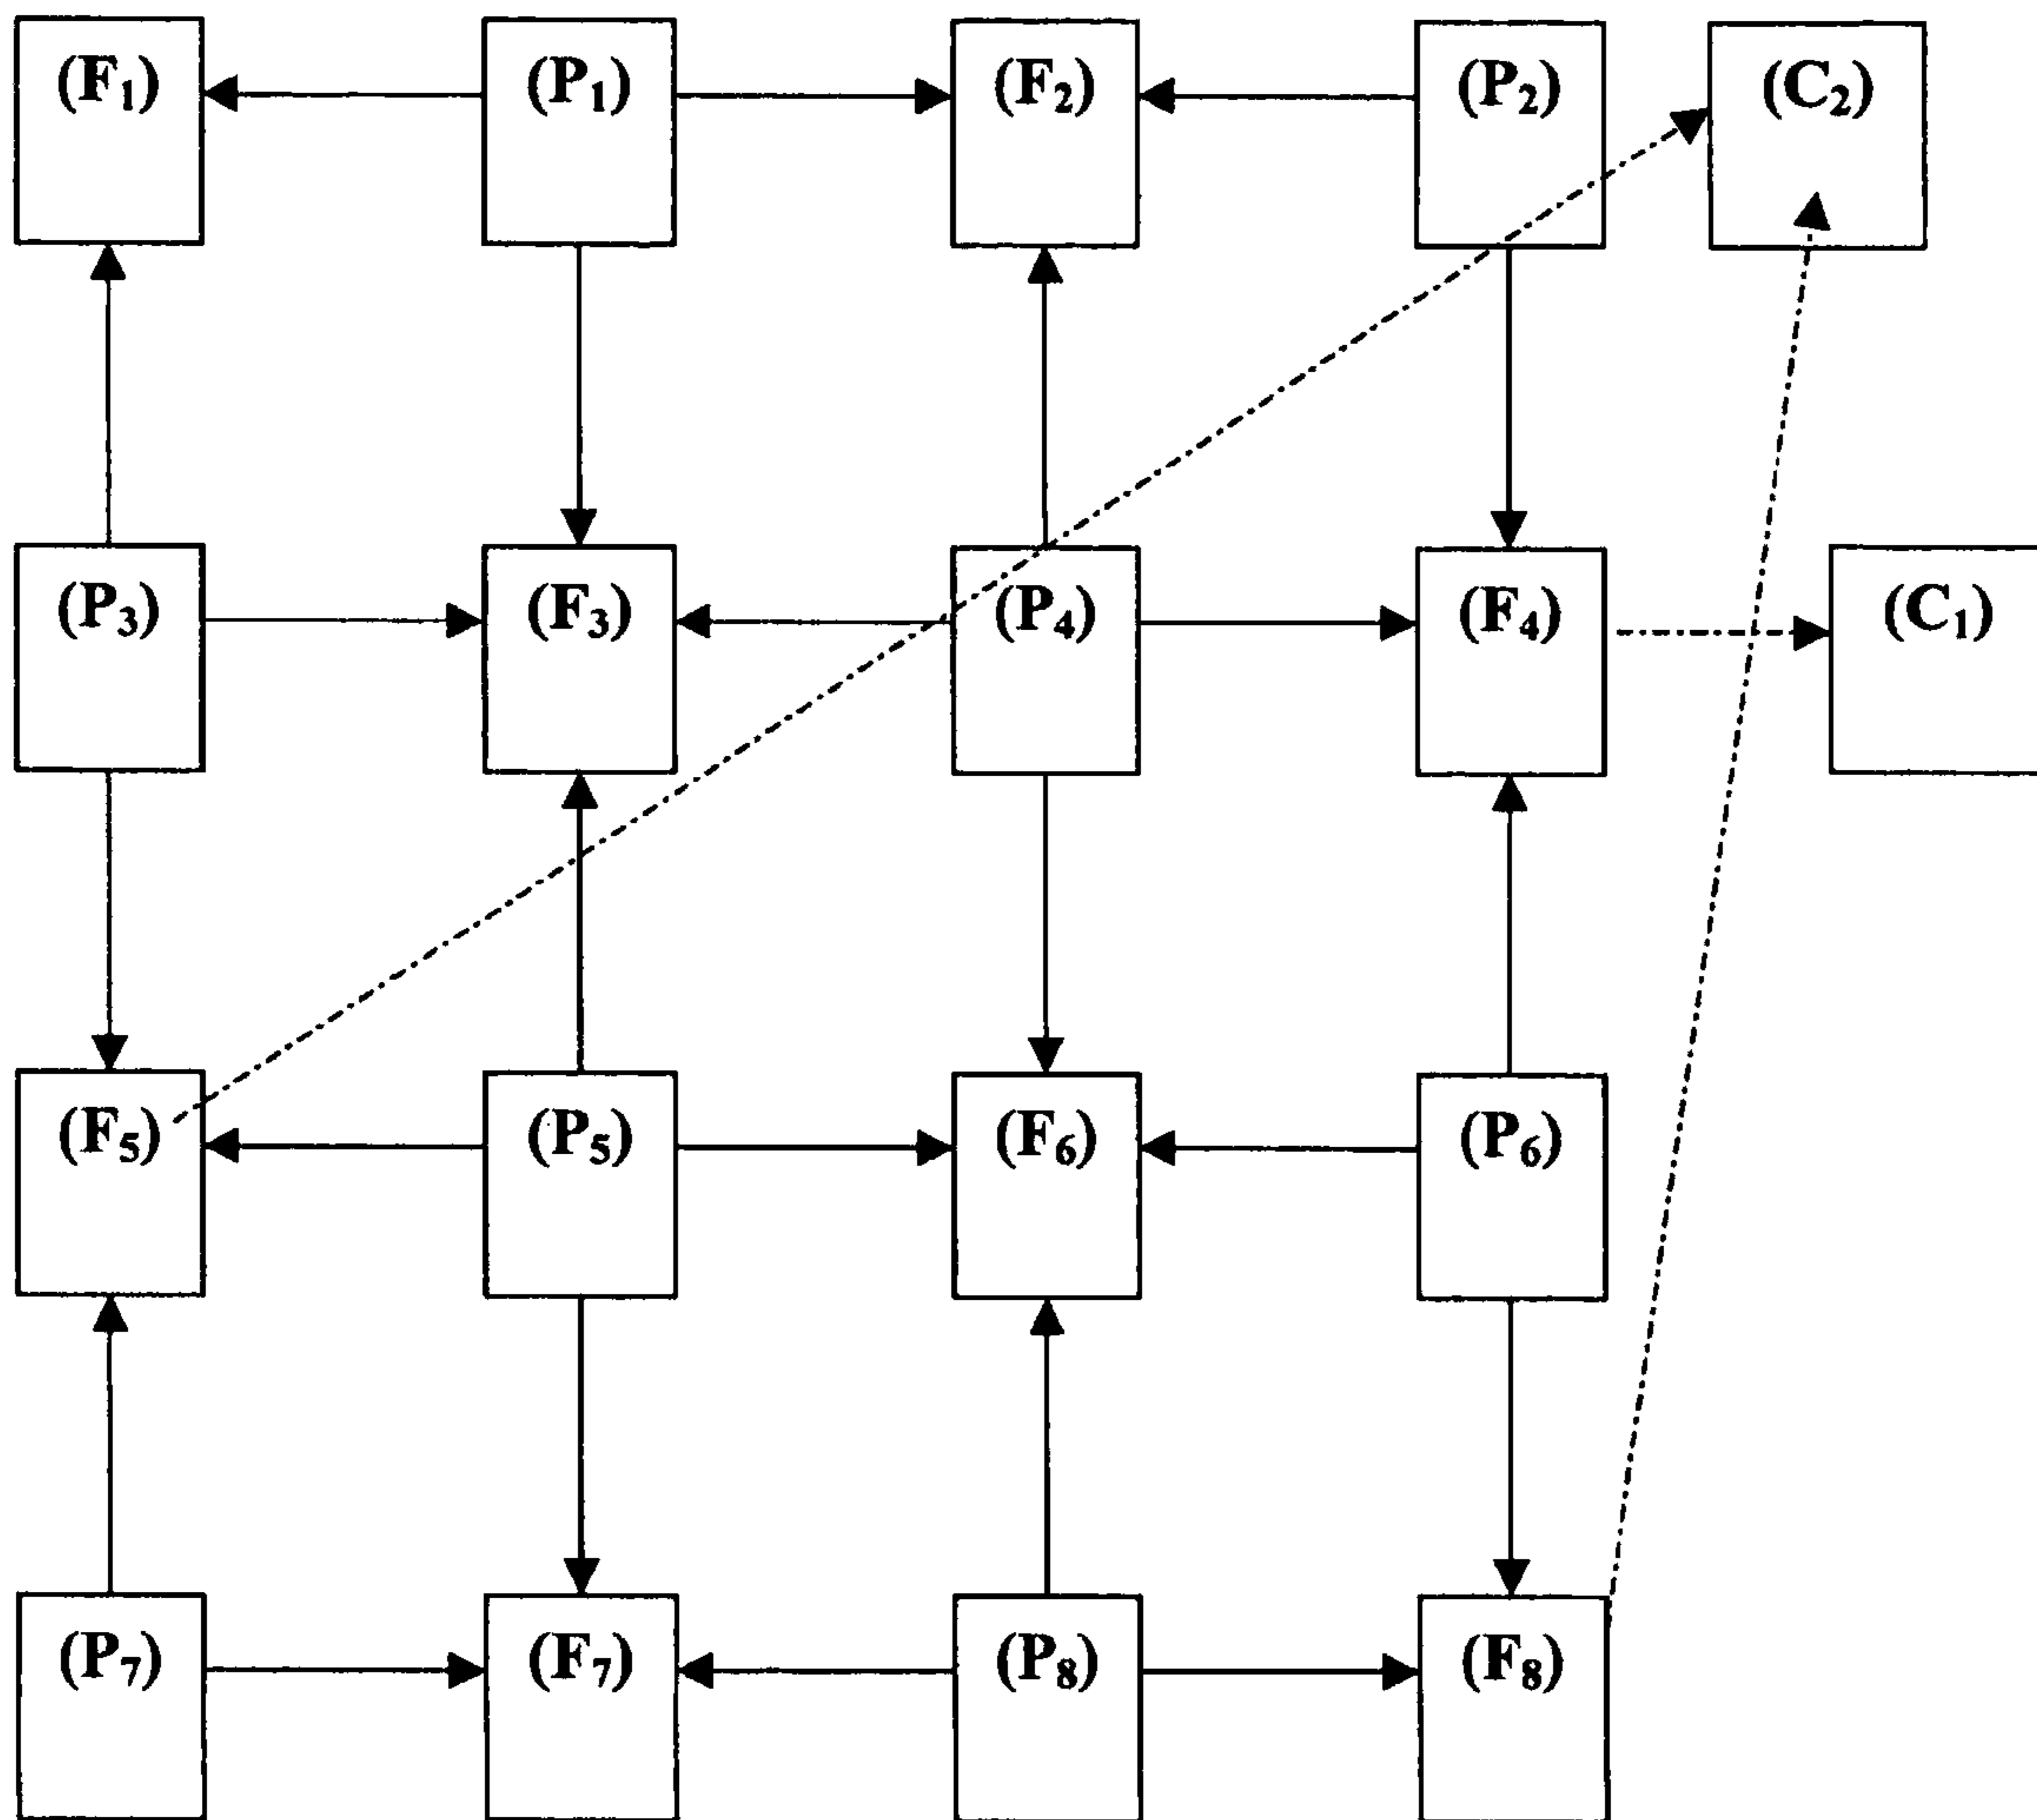 (F₁) (P₁) (F₂) (P₂) (C₂)
(P₃) (F₃) (P₄) (F₄) (C₁)
(F₅) (P₅) (F₆) (P₆)
(P₇) (F₇) (P₈) (F₈)